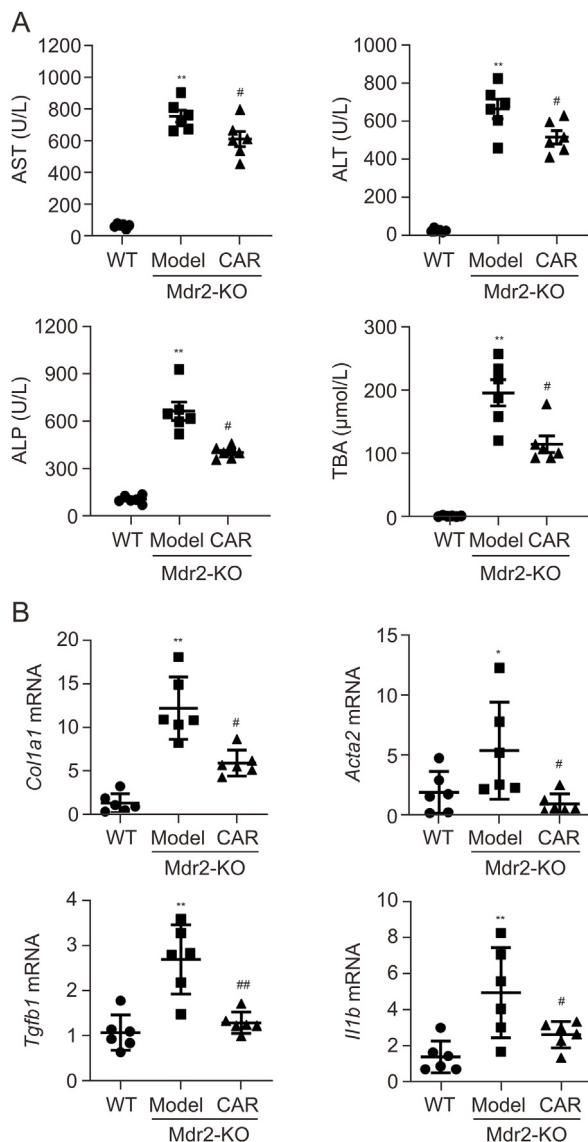 A
AST (U/L)
1200
1000
800
600
400
200
0
**
#
WT Model CAR
Mdr2-KO
ALT (U/L)
1000
800
600
400
200
0
**
#
WT Model CAR
Mdr2-KO
ALP (U/L)
1200
900
600
300
0
**
#
WT Model CAR
Mdr2-KO
TBA (μmol/L)
300
200
100
0
**
#
WT Model CAR
Mdr2-KO
B
Col1a1 mRNA
20
15
10
5
0
**
#
WT Model CAR
Mdr2-KO
Acta2 mRNA
15
10
5
0
*
#
WT Model CAR
Mdr2-KO
Tgfb1 mRNA
4
3
2
1
0
**
##
WT Model CAR
Mdr2-KO
Il1b mRNA
10
8
6
4
2
0
**
#
WT Model CAR
Mdr2-KO